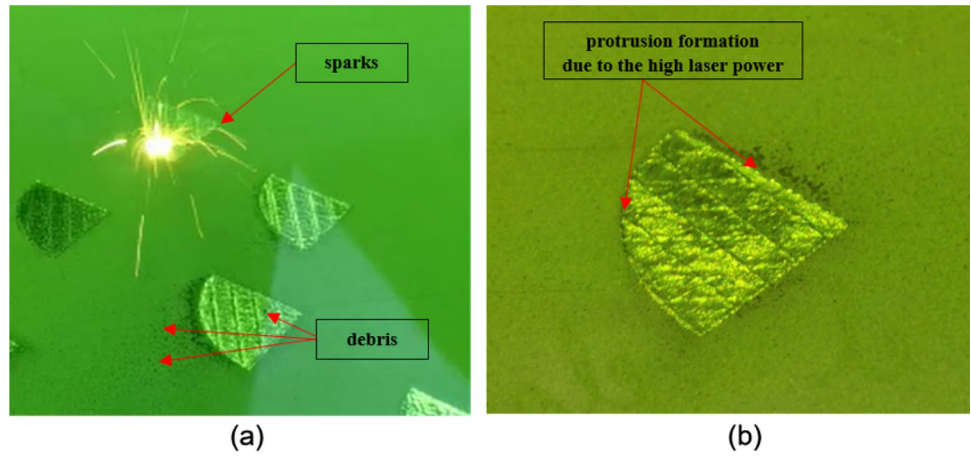 sparks
debris
protrusion formation
due to the high laser power
(a)
(b)